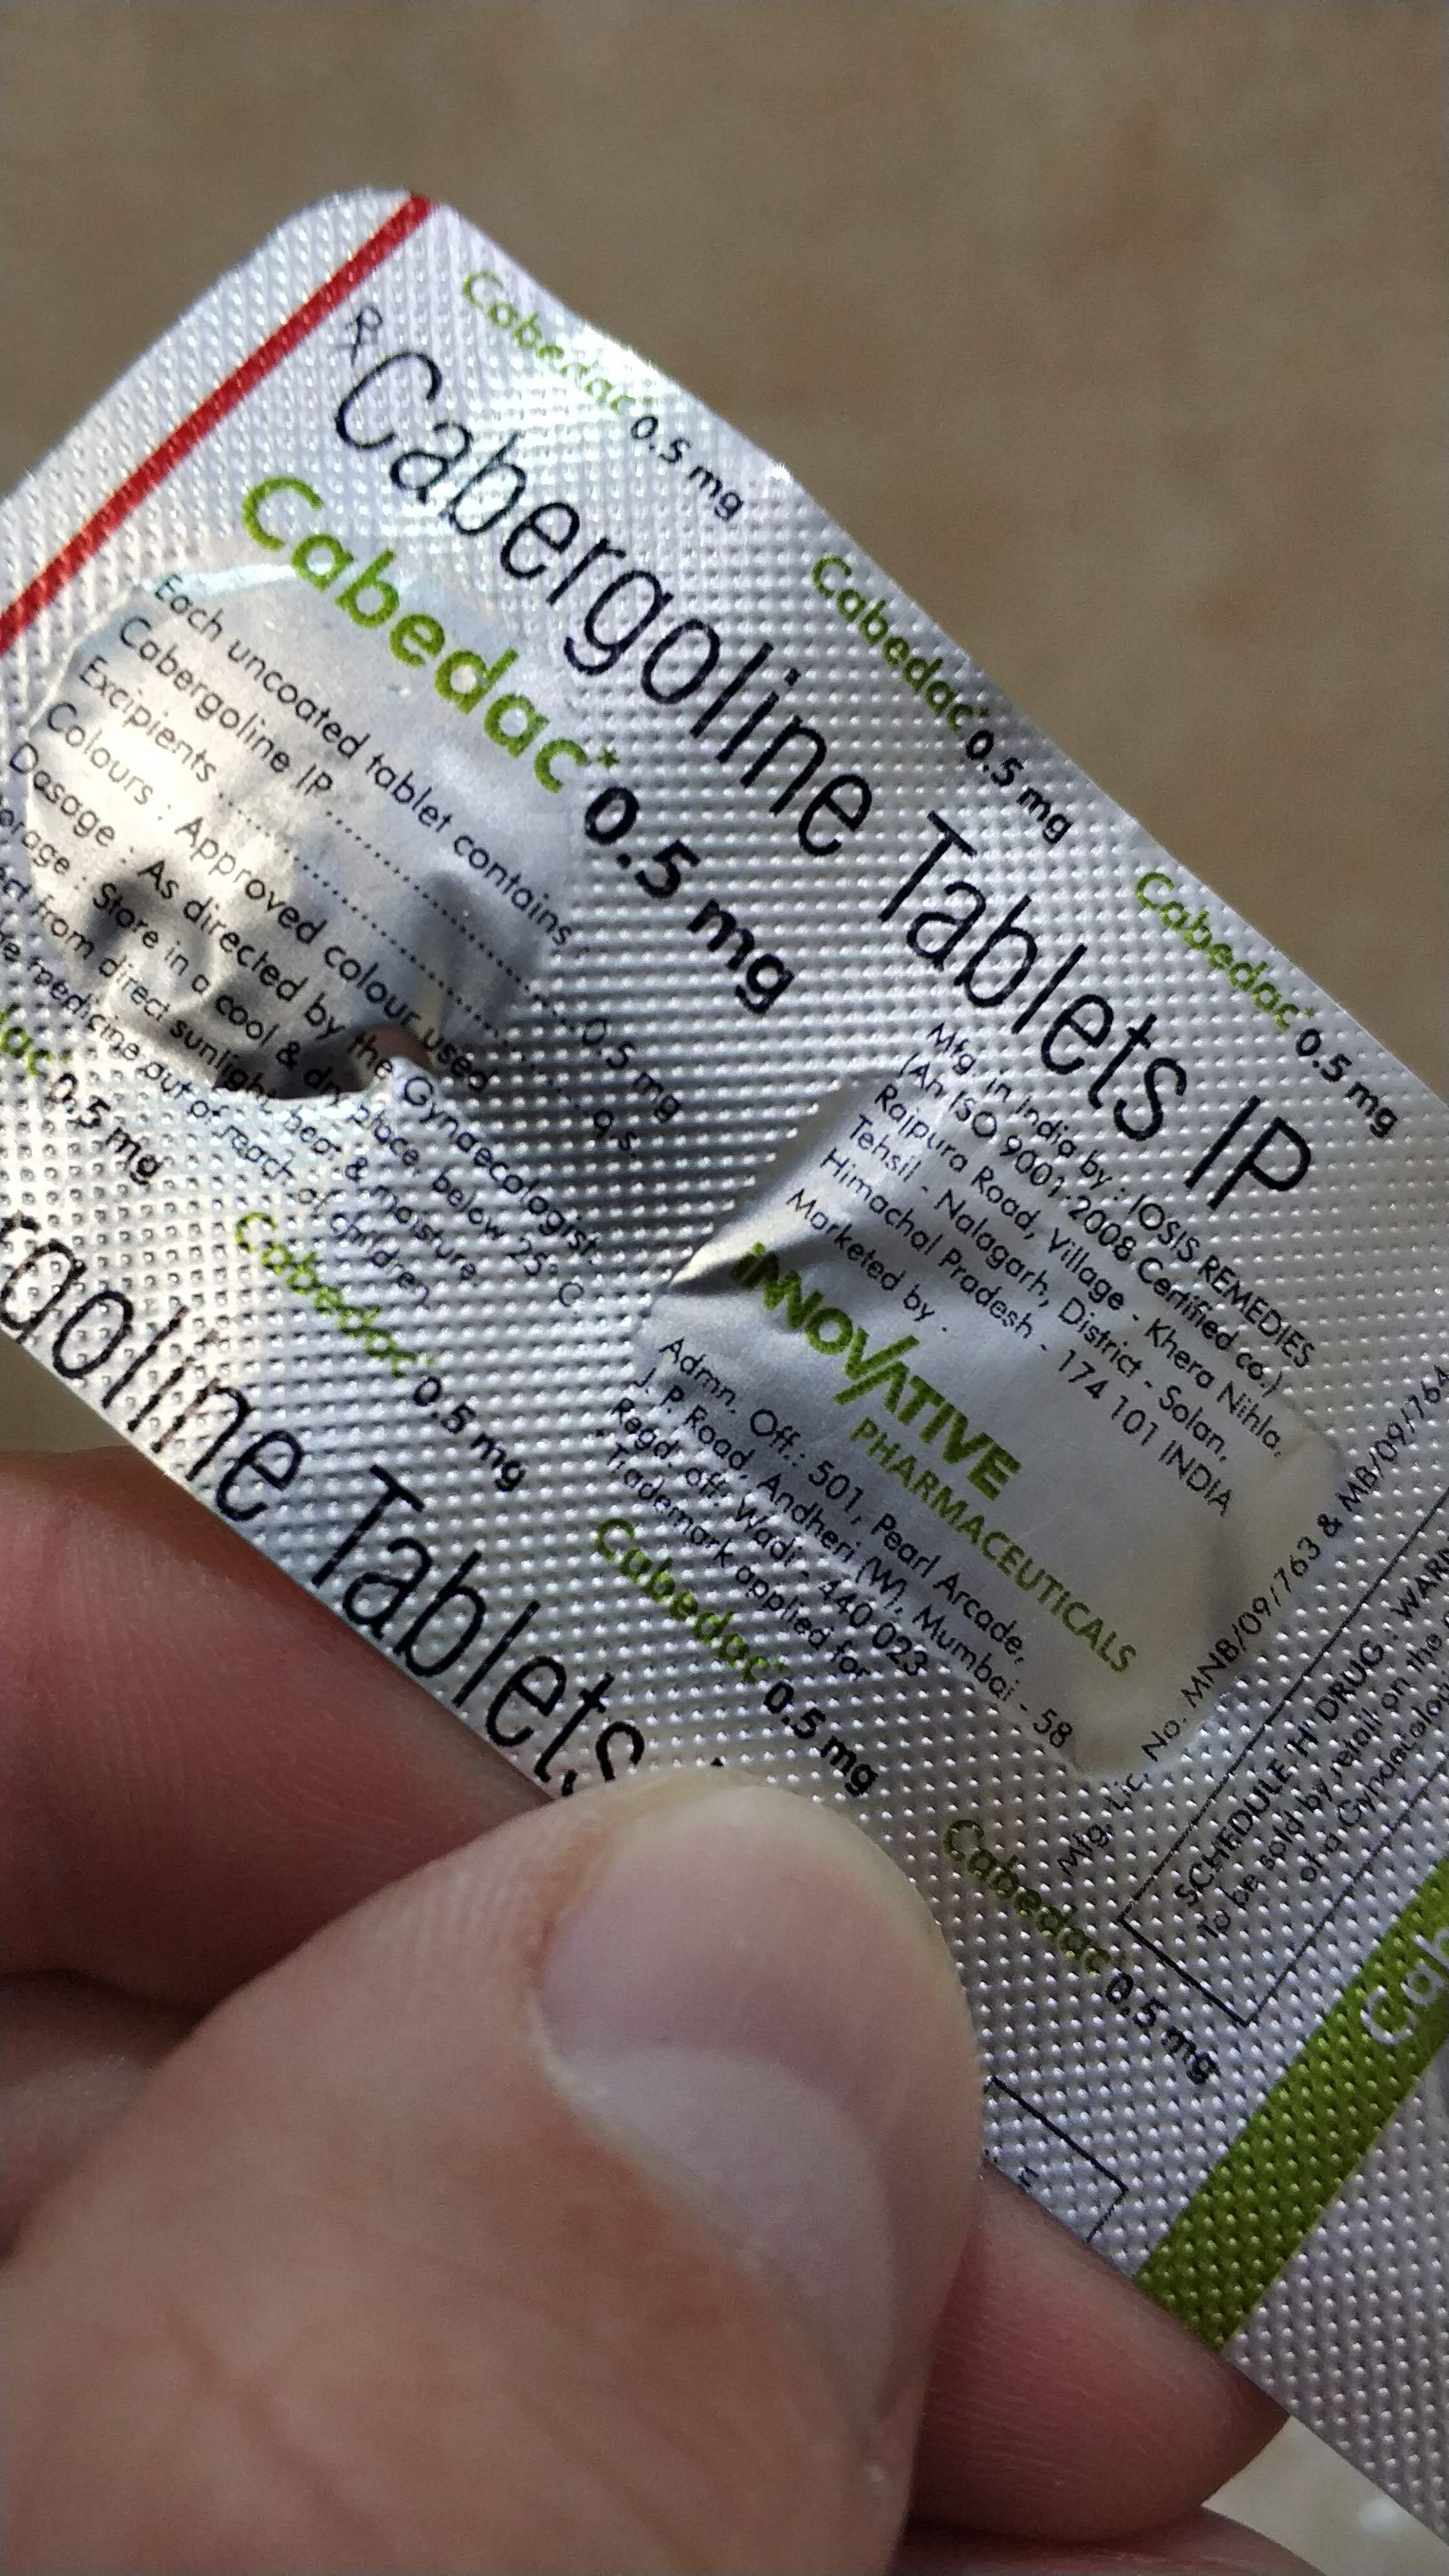 Cabedac* 0.5 mg
Cabedac* 0.5 mg
Cabedac* 0.5 mg
℞ Cabergoline Tablets IP
Cabedac* 0.5 mg
Each uncoated tablet contains
Cabergoline IP .............................. 0.5 mg
Excipients .............................. q.s.
Colours : Approved colour used
Dosage : As directed by the Gynaecologist.
orage : Store in a cool & dry place, below 25° C.
ect from direct sunlight, heat & moisture.
he medicine out of reach of children.
Mfg. in India by : IOSIS REMEDIES
(An ISO 9001:2008 Certified co.)
Rajpura Road, Village - Khera Nihla,
Tehsil - Nalagarh, District - Solan,
Himachal Pradesh - 174 101 INDIA
Marketed by -
INNOVATIVE
PHARMACEUTICALS
Admn. Off.: 501, Pearl Arcade,
J. P. Road, Andheri (W), Mumbai - 58
Regd. off: Wadi - 440 023
* Trademark applied for
Mfg. Lic. No. MNB/09/763 & MB/09/764
SCHEDULE 'H' DRUG : WARN
To be sold by retail on the
of a
dac* 0.5 mg
Cabedac* 0.5 mg
Cabedac* 0.5 mg
Cabedac* 0.5 mg
rgoline Tablets
Cab